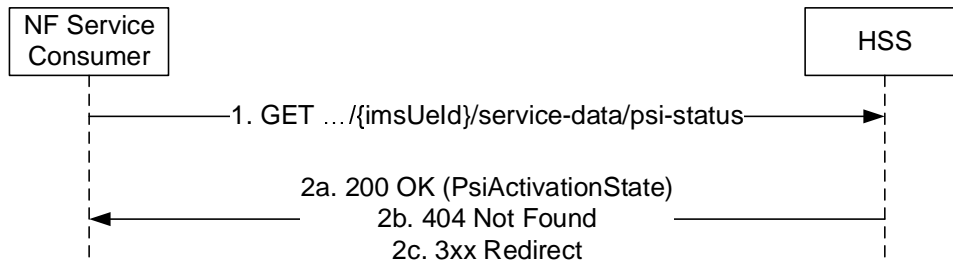 NF Service
Consumer
HSS
1. GET …/{imsUeId}/service-data/psi-status
2a. 200 OK (PsiActivationState)
2b. 404 Not Found
2c. 3xx Redirect